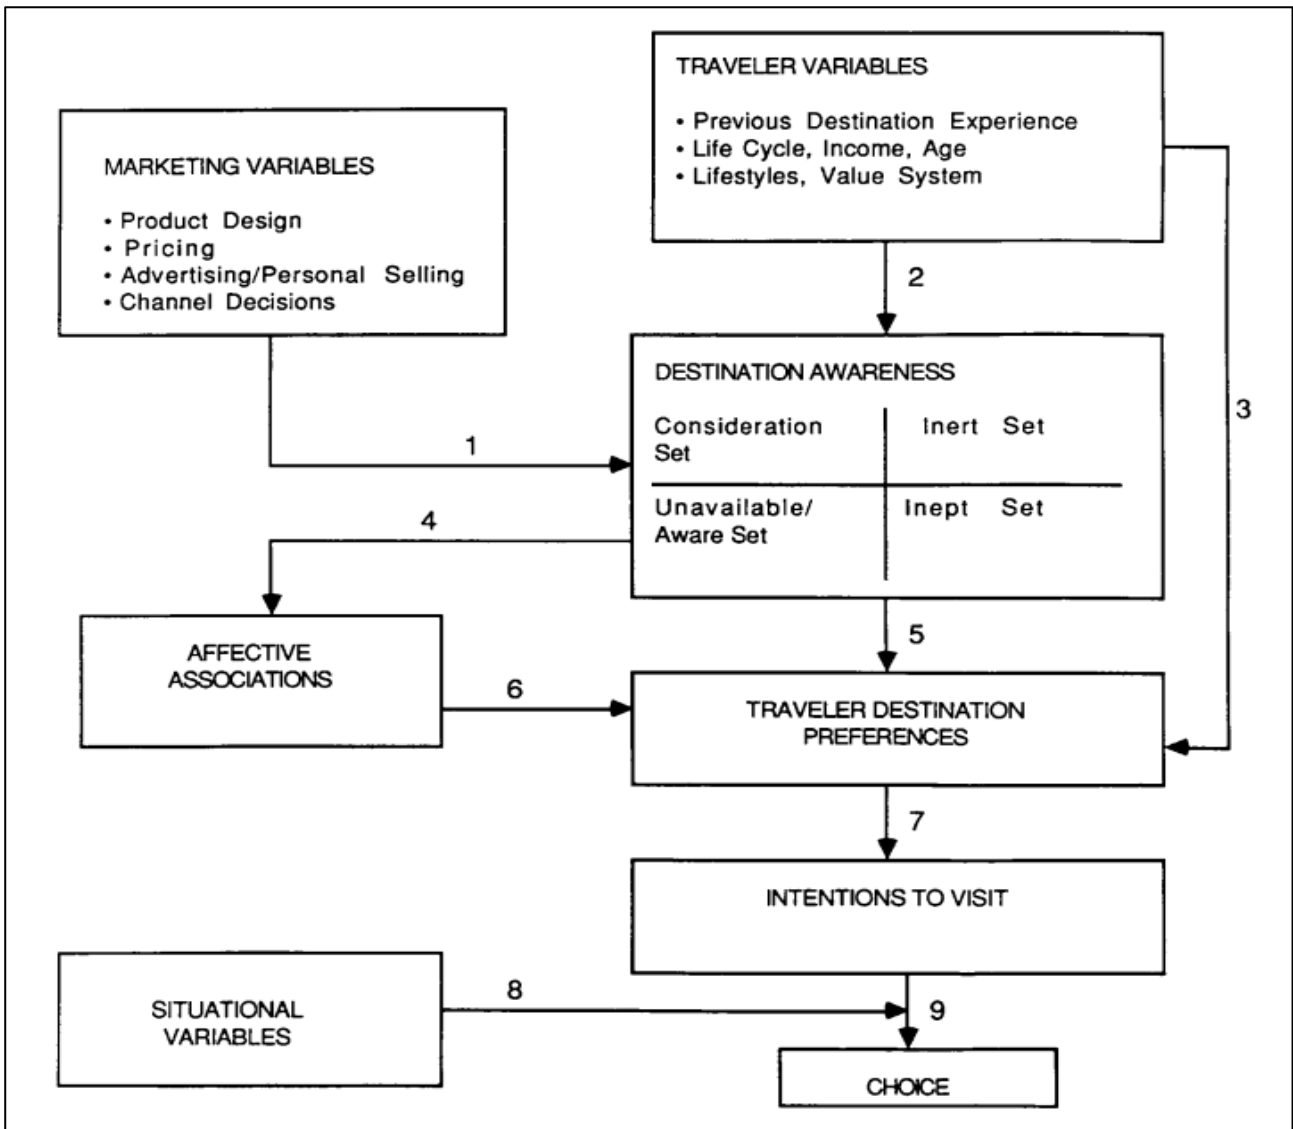 TRAVELER VARIABLES
• Previous Destination Experience
• Life Cycle, Income, Age
• Lifestyles, Value System
MARKETING VARIABLES
• Product Design
• Pricing
• Advertising/Personal Selling
• Channel Decisions
2
DESTINATION AWARENESS
Consideration
Set
Inert Set
Unavailable/
Aware Set
Inept Set
3
1
4
5
AFFECTIVE
ASSOCIATIONS
6
TRAVELER DESTINATION
PREFERENCES
7
INTENTIONS TO VISIT
SITUATIONAL
VARIABLES
8
9
CHOICE